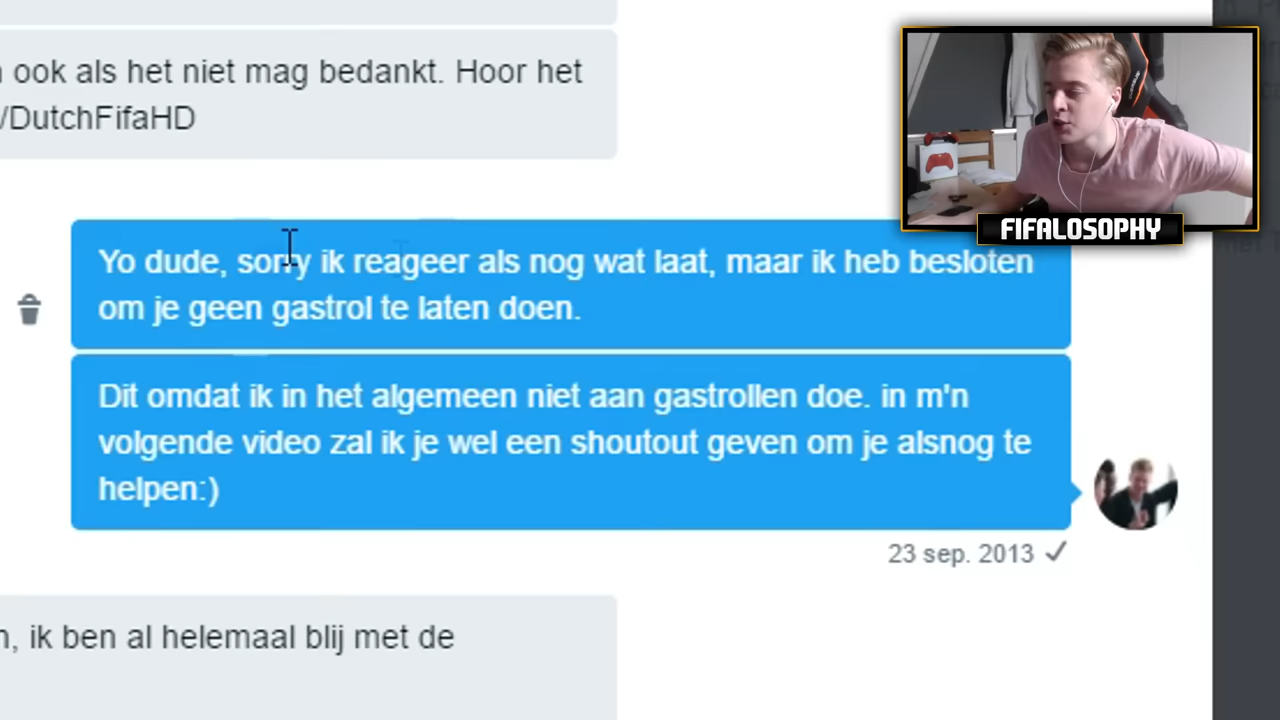 ook als het niet mag bedankt. Hoor het
/DutchFifaHD
FIFALOSOPHY
Yo dude, sorry ik reageer als nog wat laat, maar ik heb besloten
om je geen gastrol te laten doen.
Dit omdat ik in het algemeen niet aan gastrollen doe. in m'n
volgende video zal ik je wel een shoutout geven om je alsnog te
helpen:)
23 sep. 2013
, ik ben al helemaal blij met de